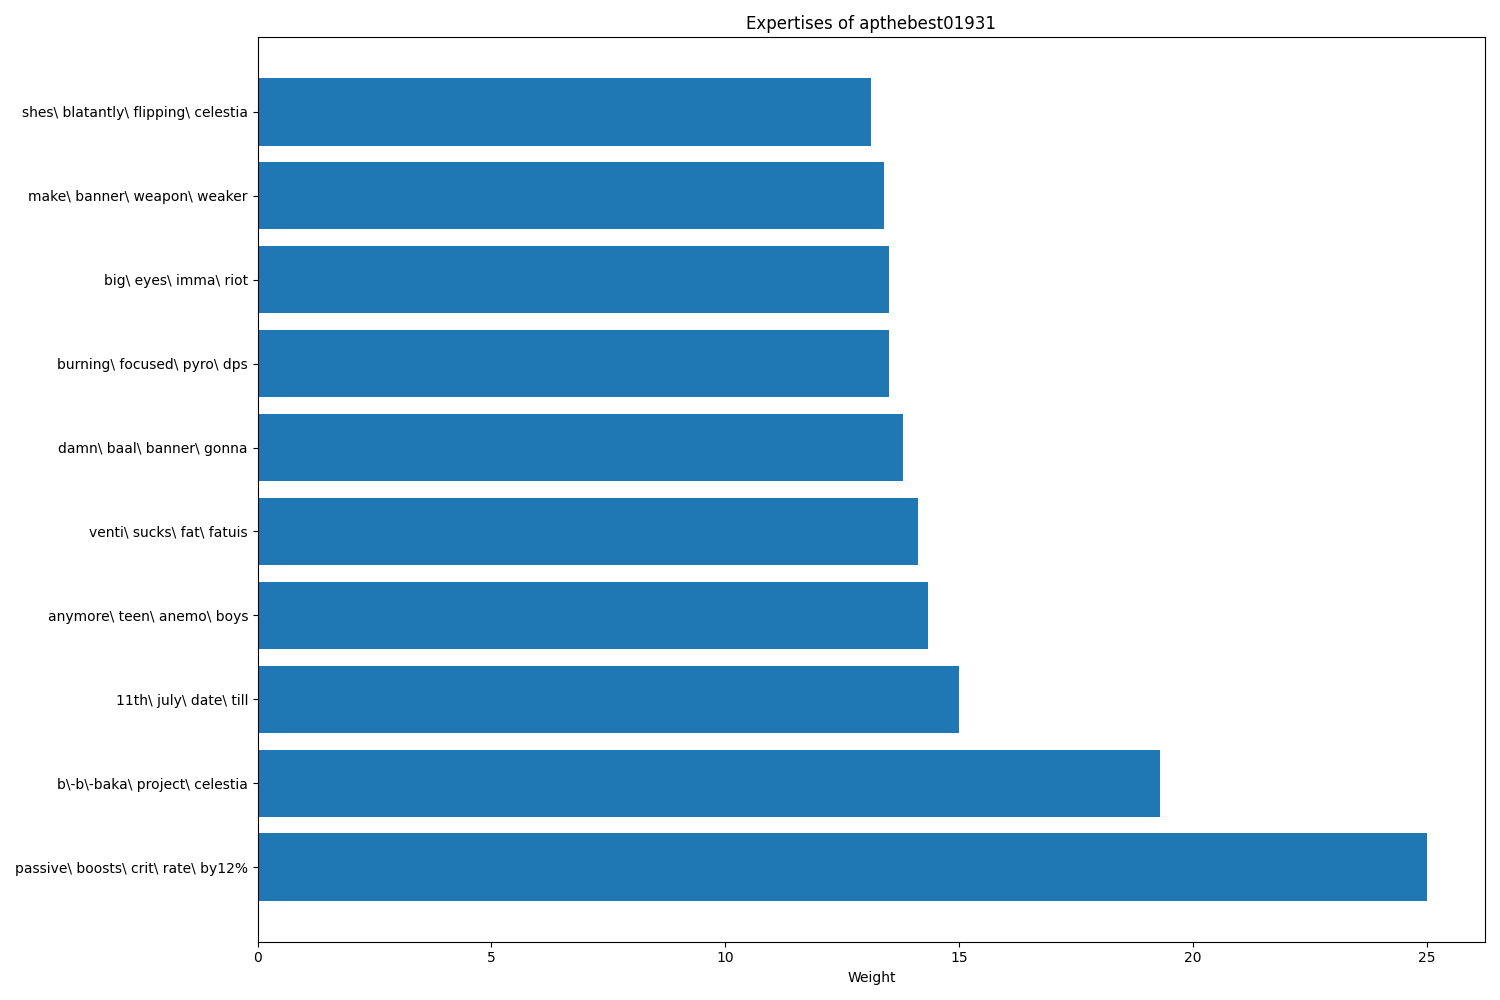 Expertises of apthebest01931
shes\ blatantly\ flipping\ celestia
make\ banner\ weapon\ weaker
big\ eyes\ imma\ riot
burning\ focused\ pyro\ dps
damn\ baal\ banner\ gonna
venti\ sucks\ fat\ fatuis
anymore\ teen\ anemo\ boys
11th\ july\ date\ till
b\-b\-baka\ project\ celestia
passive\ boosts\ crit\ rate\ by12%
0 5 10 15 20 25
Weight